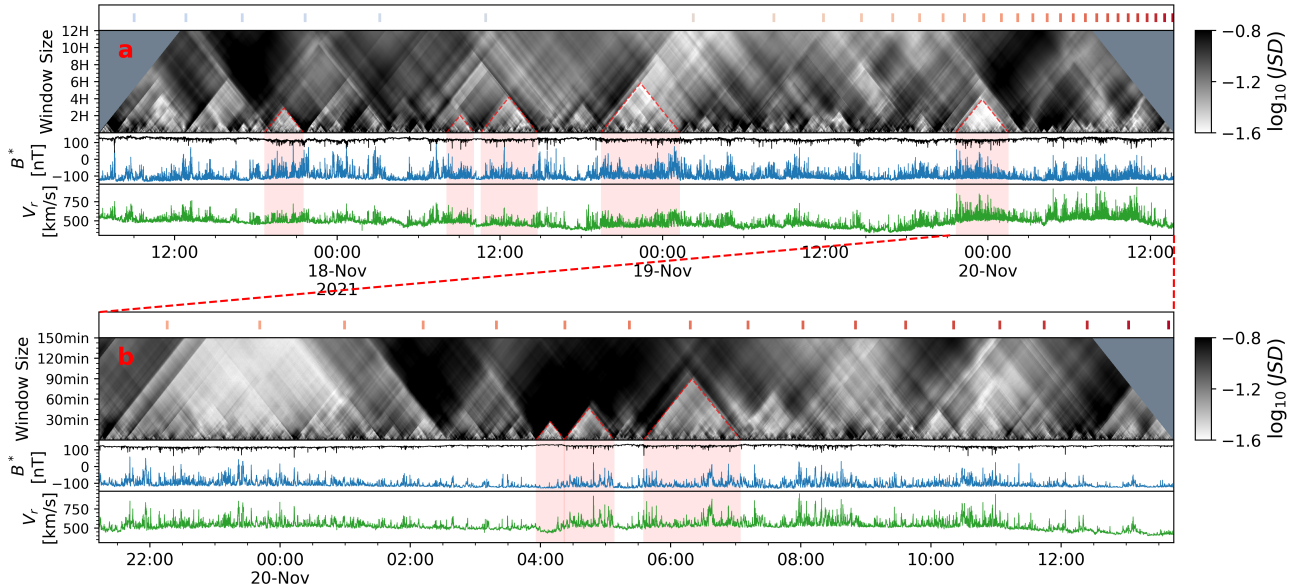 a
Window Size
12H
10H
8H
6H
4H
2H
B* [nT]
100
0
−100
V_r [km/s]
750
500
12:00
00:00
18-Nov
2021
12:00
00:00
19-Nov
12:00
00:00
20-Nov
12:00
−0.8
−1.2
−1.6
log₁₀(JSD)
b
Window Size
150min
120min
90min
60min
30min
B* [nT]
100
0
−100
V_r [km/s]
750
500
22:00
00:00
20-Nov
02:00
04:00
06:00
08:00
10:00
12:00
−0.8
−1.2
−1.6
log₁₀(JSD)